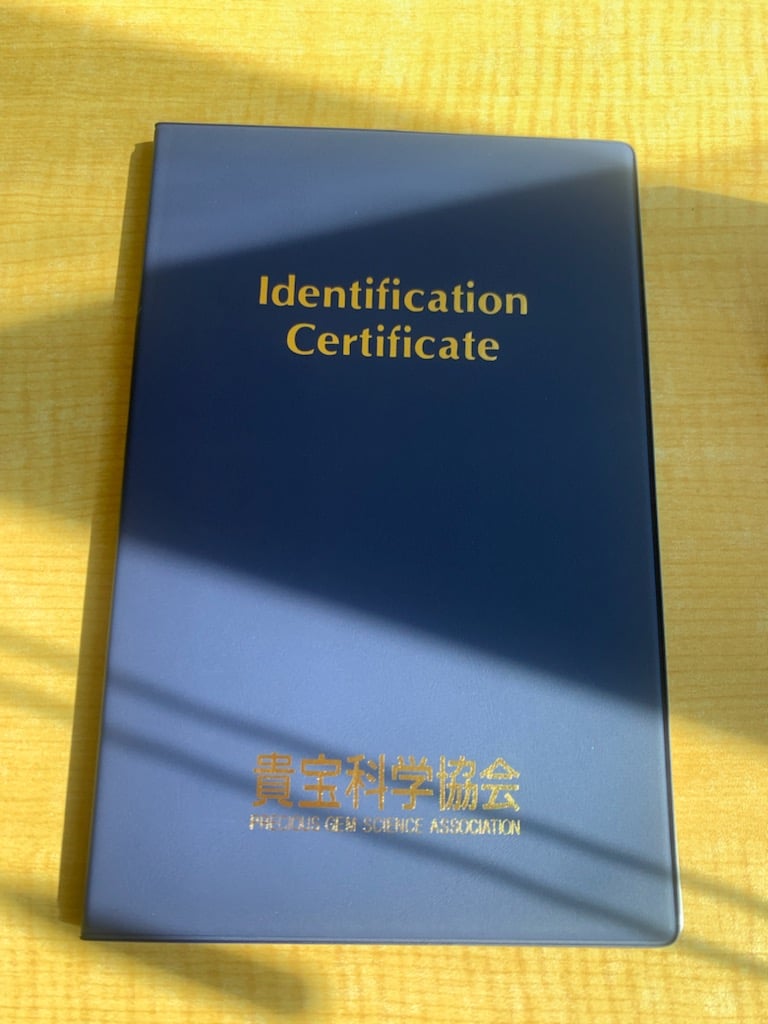 Identification
Certificate
貴宝科学協会
PRECIOUS GEM SCIENCE ASSOCIATION